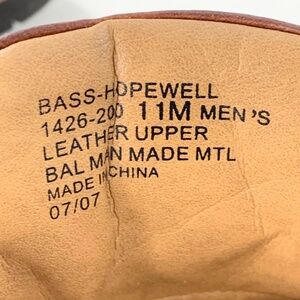 BASS-HOPEWELL
1426-200 11M MEN'S
LEATHER UPPER
BAL MAN MADE MTL
MADE IN CHINA
07/07